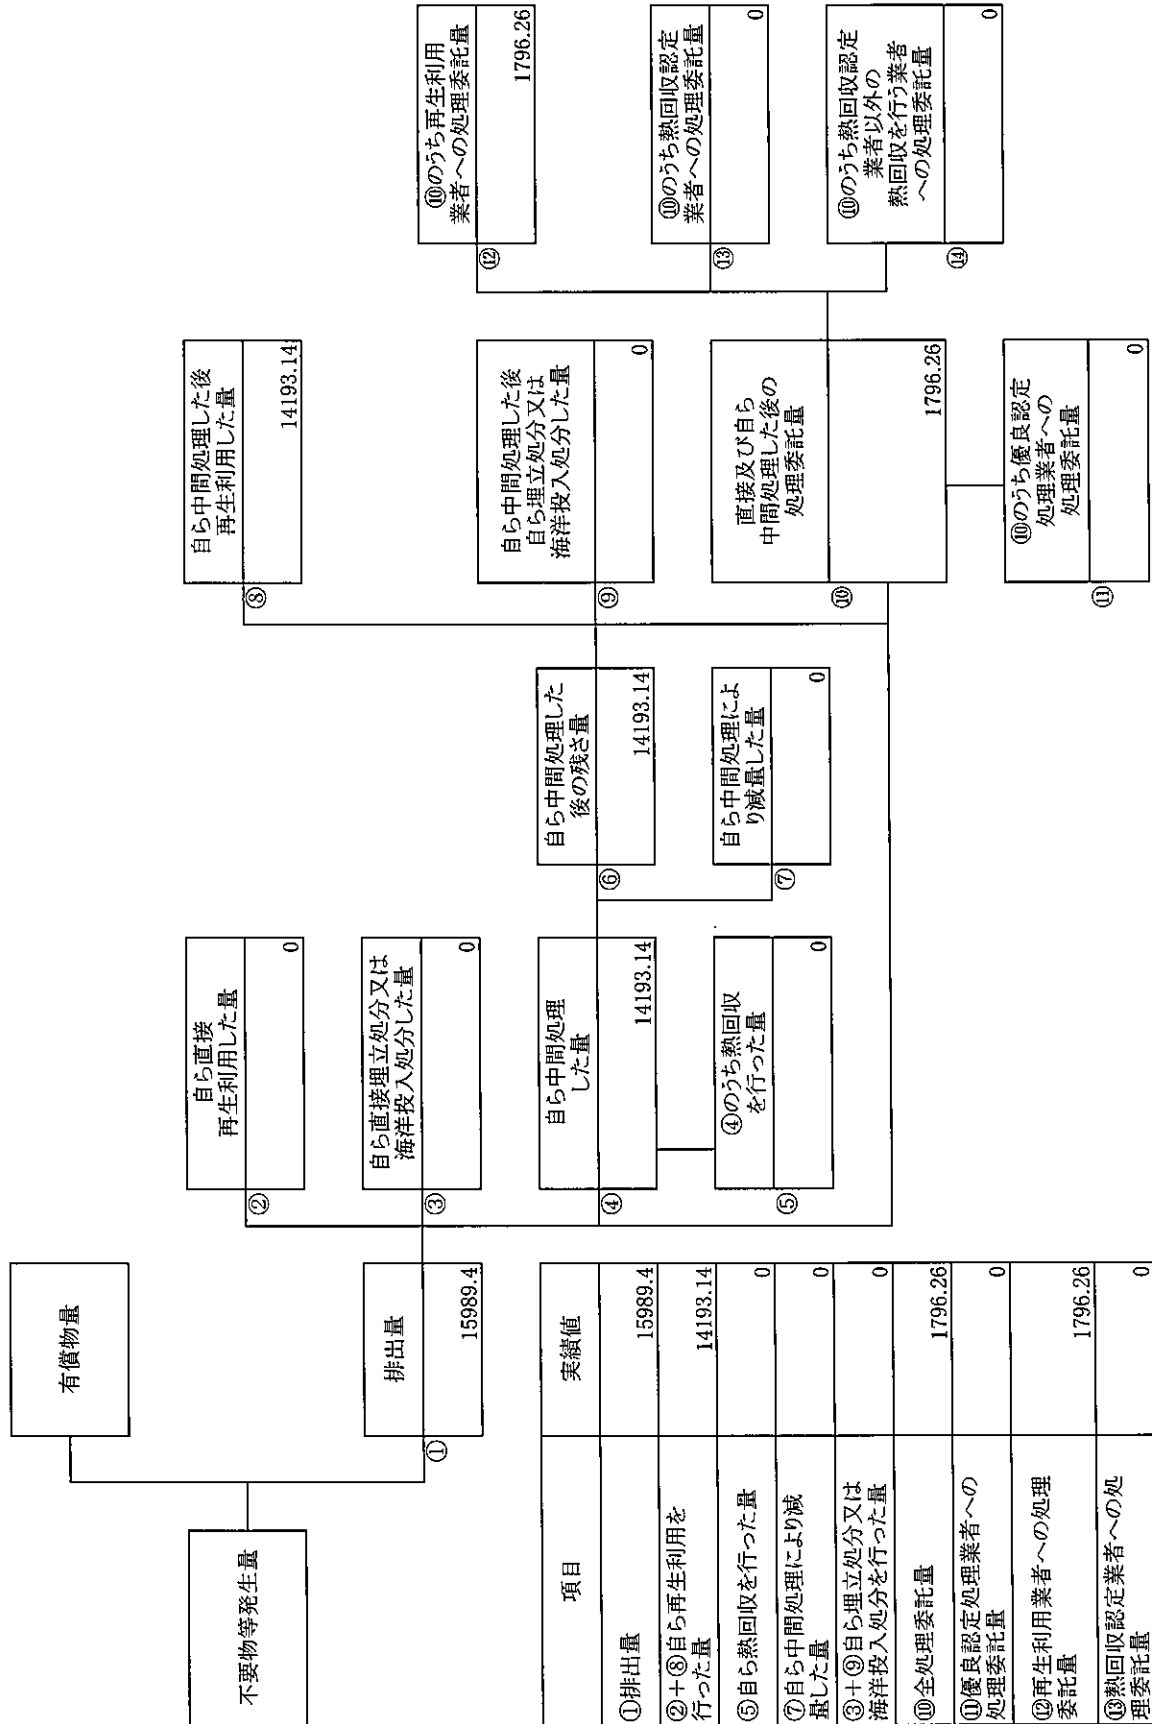 不要物等発生量
有償物量
①
排出量
15989.4
②
自ら直接
再生利用した量
0
③
自ら直接埋立処分又は
海洋投入処分した量
0
④
自ら中間処理
した量
14193.14
⑤
④のうち熱回収
を行った量
0
⑥
自ら中間処理した
後の残さ量
14193.14
⑦
自ら中間処理によ
り減量した量
0
⑧
自ら中間処理した後
再生利用した量
14193.14
⑨
自ら中間処理した後
自ら埋立処分又は
海洋投入処分した量
0
⑩
直接及び自ら
中間処理した後の
処理委託量
1796.26
⑪
⑩のうち優良認定
処理業者への
処理委託量
0
⑫
⑩のうち再生利用
業者への処理委託量
1796.26
⑬
⑩のうち熱回収認定
業者への処理委託量
0
⑭
⑩のうち熱回収認定
業者以外の
熱回収を行う業者
への処理委託量
0
項目 実績値
①排出量 15989.4
②+⑧自ら再生利用を
行った量 14193.14
⑤自ら熱回収を行った量 0
⑦自ら中間処理により減
量した量 0
③+⑨自ら埋立処分又は
海洋投入処分を行った量 0
⑩全処理委託量 1796.26
⑪優良認定処理業者への
処理委託量 0
⑫再生利用業者への処理
委託量 1796.26
⑬熱回収認定業者への処
理委託量 0